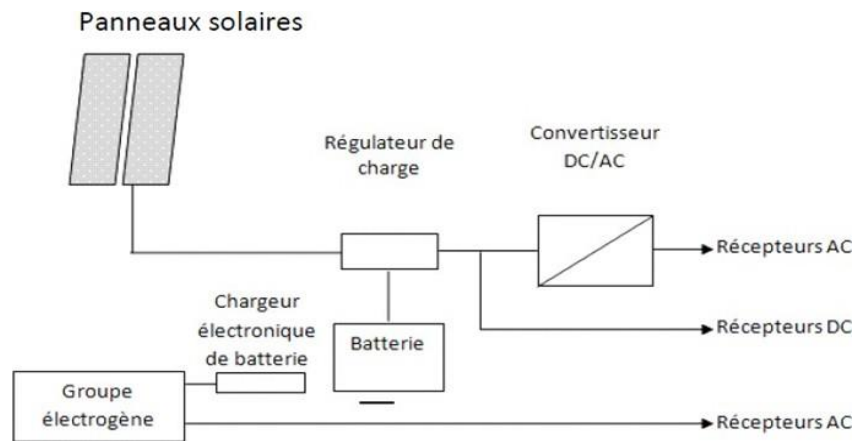 Panneaux solaires
Régulateur de
charge
Convertisseur
DC/AC
Récepteurs AC
Chargeur
électronique
de batterie
Batterie
Récepteurs DC
Groupe
électrogène
Récepteurs AC